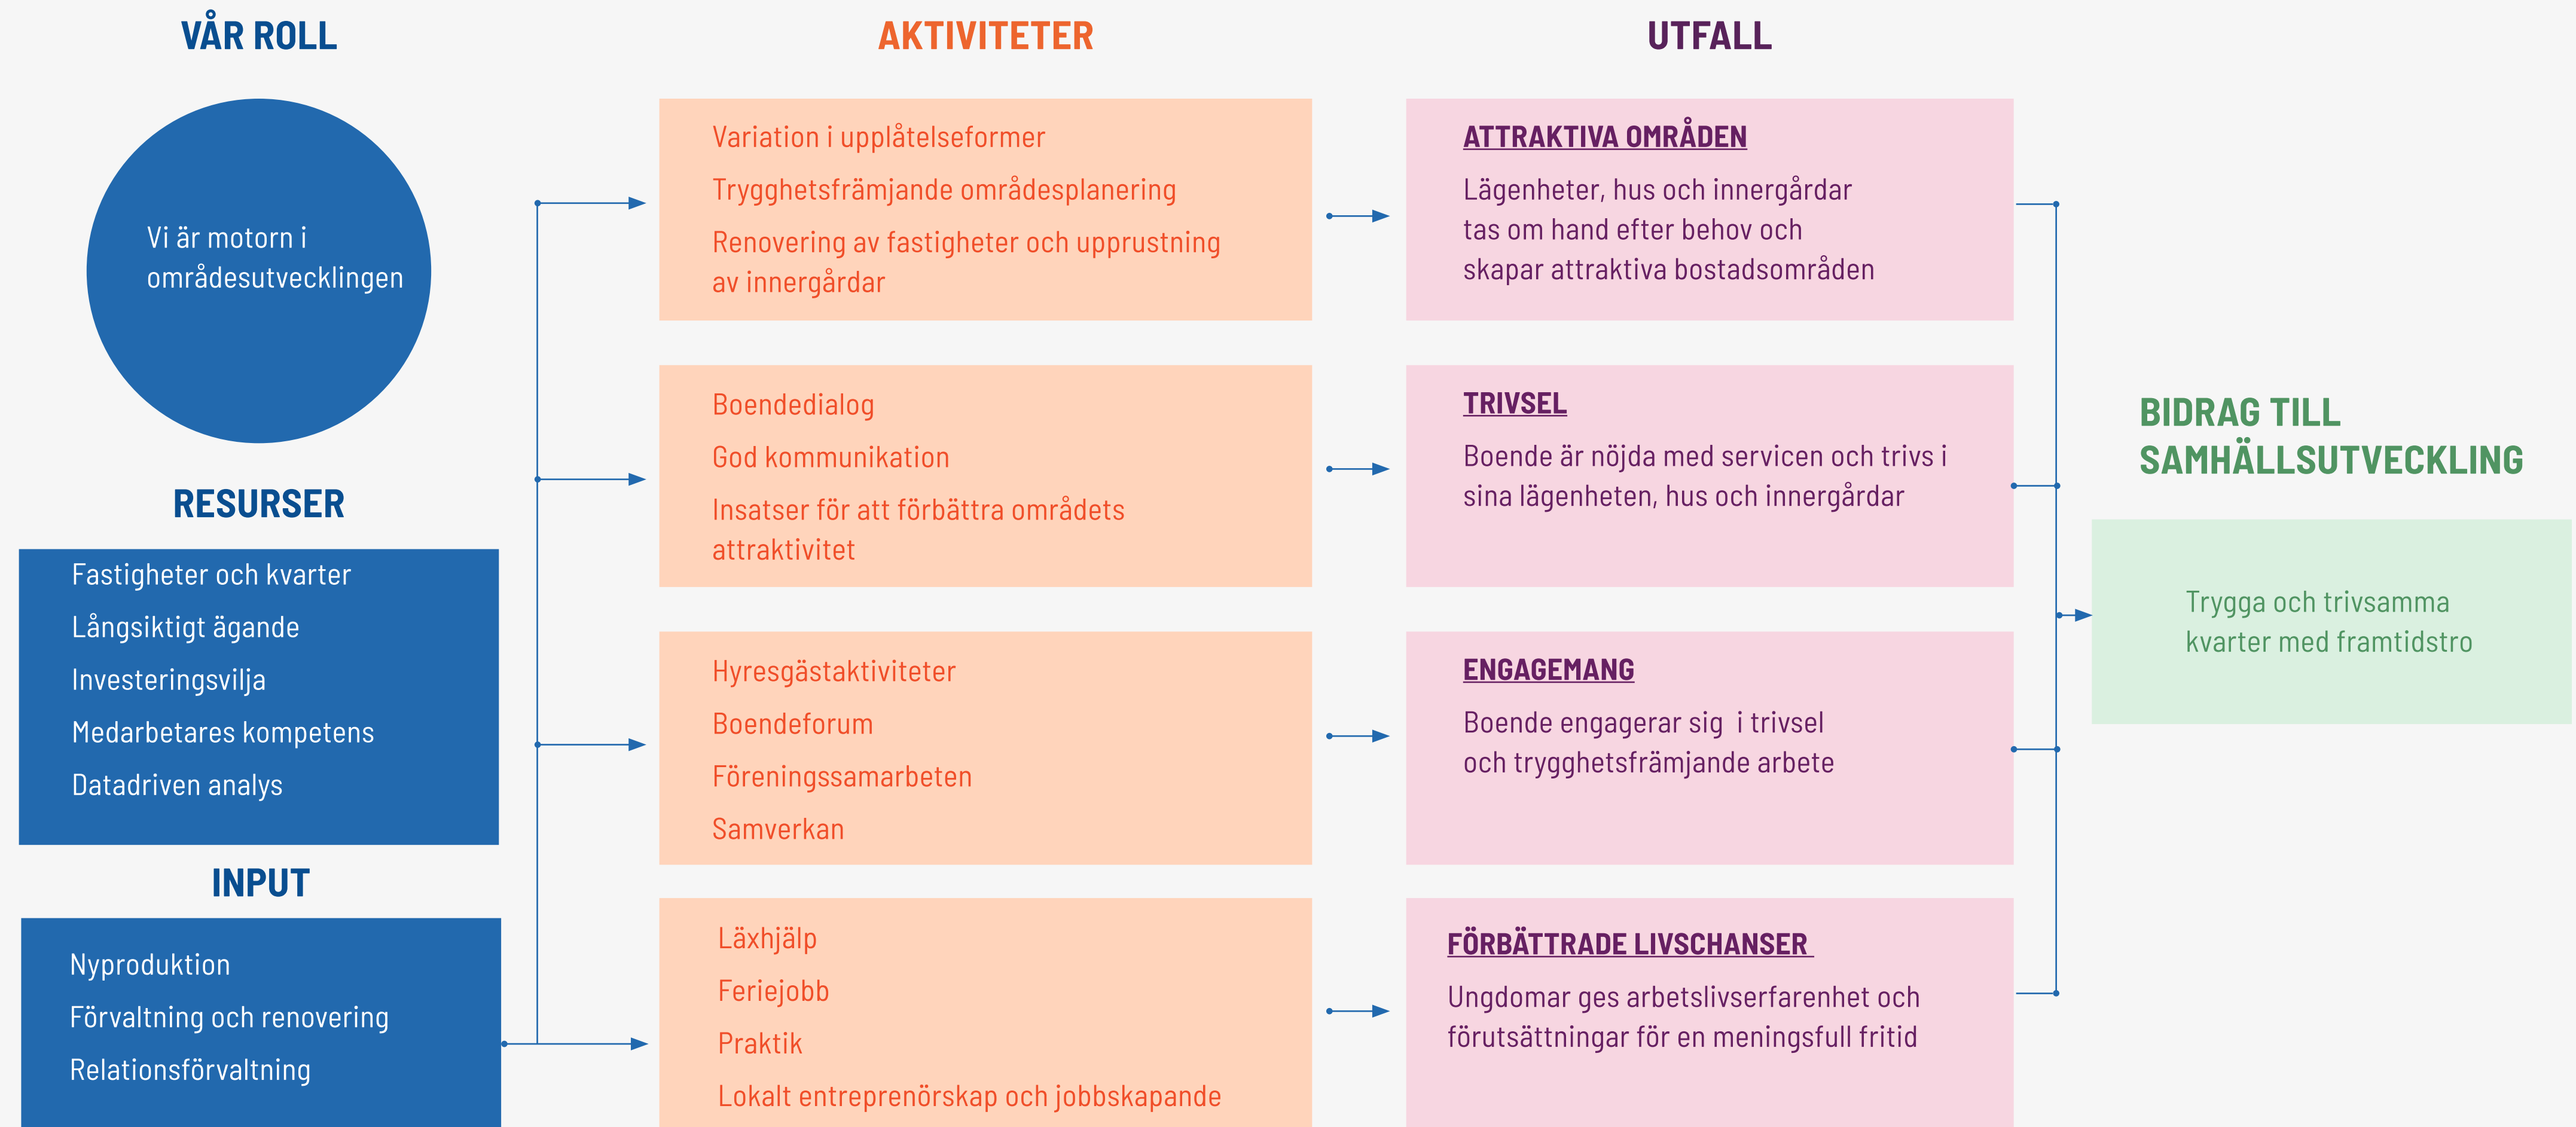 VÅR ROLL
Vi är motorn i
områdesutvecklingen
RESURSER
Fastigheter och kvarter
Långsiktigt ägande
Investeringsvilja
Medarbetares kompetens
Datadriven analys
INPUT
Nyproduktion
Förvaltning och renovering
Relationsförvaltning
AKTIVITETER
Variation i upplåtelseformer
Trygghetsfrämjande områdesplanering
Renovering av fastigheter och upprustning
av innergårdar
Boendedialog
God kommunikation
Insatser för att förbättra områdets
attraktivitet
Hyresgästaktiviteter
Boendeforum
Föreningssamarbeten
Samverkan
Läxhjälp
Feriejobb
Praktik
Lokalt entreprenörskap och jobbskapande
UTFALL
ATTRAKTIVA OMRÅDEN
Lägenheter, hus och innergårdar
tas om hand efter behov och
skapar attraktiva bostadsområden
TRIVSEL
Boende är nöjda med servicen och trivs i
sina lägenheten, hus och innergårdar
ENGAGEMANG
Boende engagerar sig  i trivsel
och trygghetsfrämjande arbete
FÖRBÄTTRADE LIVSCHANSER
Ungdomar ges arbetslivserfarenhet och
förutsättningar för en meningsfull fritid
BIDRAG TILL
SAMHÄLLSUTVECKLING
Trygga och trivsamma
kvarter med framtidstro